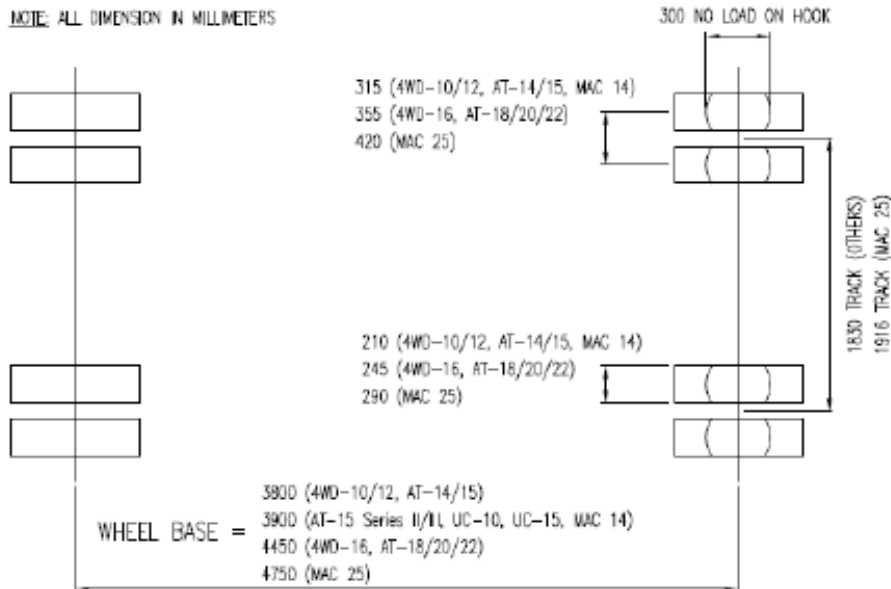 NOTE: ALL DIMENSION IN MILLIMETERS
300 NO LOAD ON HOOK
315 (4WD-10/12, AT-14/15, MAC 14)
355 (4WD-16, AT-18/20/22)
420 (MAC 25)
1830 TRACK (OTHERS)
1916 TRACK (MAC 25)
210 (4WD-10/12, AT-14/15, MAC 14)
245 (4WD-16, AT-18/20/22)
290 (MAC 25)
WHEEL BASE =
3800 (4WD-10/12, AT-14/15)
3900 (AT-15 Series II/III, UC-10, UC-15, MAC 14)
4450 (4WD-16, AT-18/20/22)
4750 (MAC 25)